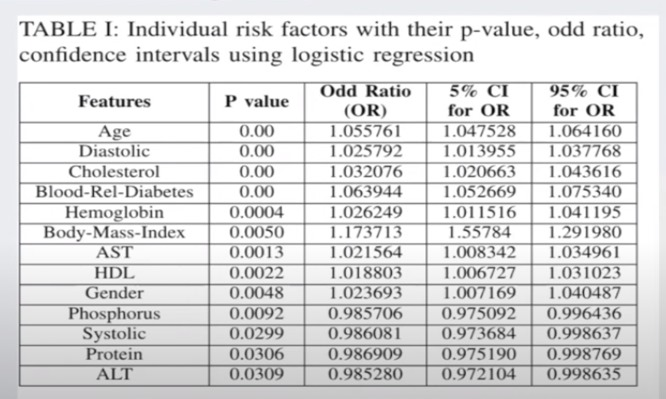 TABLE I: Individual risk factors with their p-value, odd ratio,
confidence intervals using logistic regression
Features P value Odd Ratio (OR) 5% CI for OR 95% CI for OR
Age 0.00 1.055761 1.047528 1.064160
Diastolic 0.00 1.025792 1.013955 1.037768
Cholesterol 0.00 1.032076 1.020663 1.043616
Blood-Rel-Diabetes 0.00 1.063944 1.052669 1.075340
Hemoglobin 0.0004 1.026249 1.011516 1.041195
Body-Mass-Index 0.0050 1.173713 1.55784 1.291980
AST 0.0013 1.021564 1.008342 1.034961
HDL 0.0022 1.018803 1.006727 1.031023
Gender 0.0048 1.023693 1.007169 1.040487
Phosphorus 0.0092 0.985706 0.975092 0.996436
Systolic 0.0299 0.986081 0.973684 0.998637
Protein 0.0306 0.986909 0.975190 0.998769
ALT 0.0309 0.985280 0.972104 0.998635